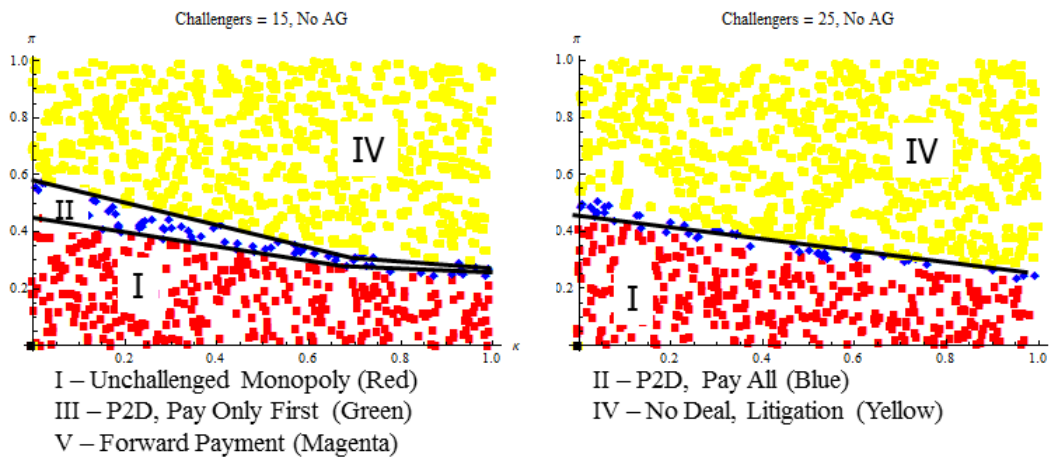 Challengers = 15, No AG
π
1.0
0.8
0.6
0.4
0.2
0.2 0.4 0.6 0.8 1.0 κ
IV
II
I
Challengers = 25, No AG
π
1.0
0.8
0.6
0.4
0.2
0.2 0.4 0.6 0.8 1.0 κ
IV
I
I – Unchallenged Monopoly (Red)
II – P2D, Pay All (Blue)
III – P2D, Pay Only First (Green)
IV – No Deal, Litigation (Yellow)
V – Forward Payment (Magenta)